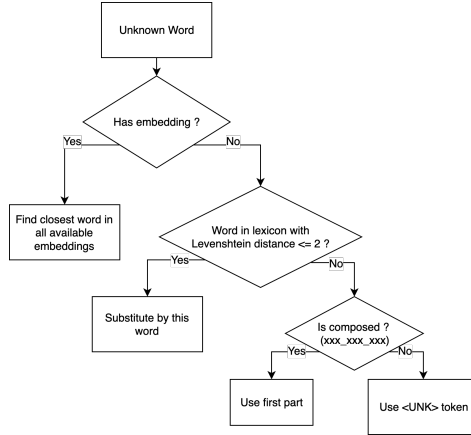 Unknown Word
Has embedding ?
Yes
No
Find closest word in
all available
embeddings
Word in lexicon with
Levenshtein distance <= 2 ?
Yes
No
Substitute by this
word
Is composed ?
(xxx_xxx_xxx)
Yes
No
Use first part
Use <UNK> token